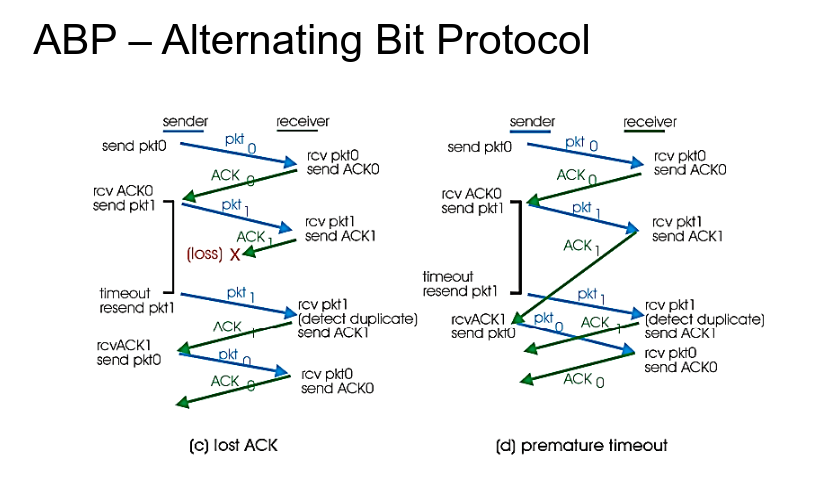 ABP – Alternating Bit Protocol
sender
receiver
send pkt0
pkt 0
rcv pkt0
send ACK0
ACK 0
rcv ACK0
send pkt1
pkt 1
rcv pkt1
send ACK1
ACK 1
(loss) X
timeout
resend pkt1
pkt 1
rcv pkt1
(detect duplicate)
send ACK1
ACK 1
rcvACK1
send pkt0
pkt 0
rcv pkt0
send ACK0
ACK 0
(c) lost ACK
sender
receiver
send pkt0
pkt 0
rcv pkt0
send ACK0
ACK 0
rcv ACK0
send pkt1
pkt 1
rcv pkt1
send ACK1
ACK 1
timeout
resend pkt1
pkt 1
rcv pkt1
(detect duplicate)
send ACK1
rcvACK1
send pkt0
pkt 0
ACK 1
rcv pkt0
send ACK0
ACK 0
(d) premature timeout